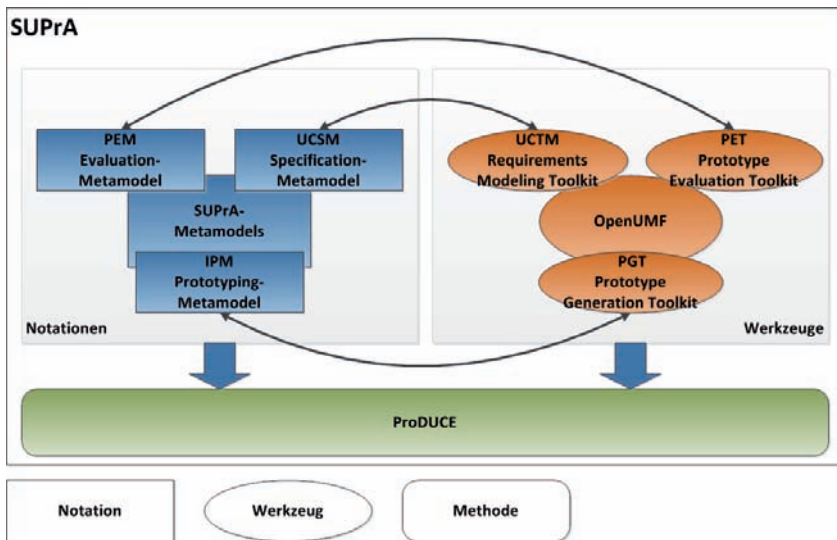 SUPrA
PEM
Evaluation-
Metamodel
UCSM
Specification-
Metamodel
SUPrA-
Metamodels
IPM
Prototyping-
Metamodel
Notationen
UCTM
Requirements
Modeling Toolkit
PET
Prototype
Evaluation Toolkit
OpenUMF
PGT
Prototype
Generation Toolkit
Werkzeuge
ProDUCE
Notation
Werkzeug
Methode